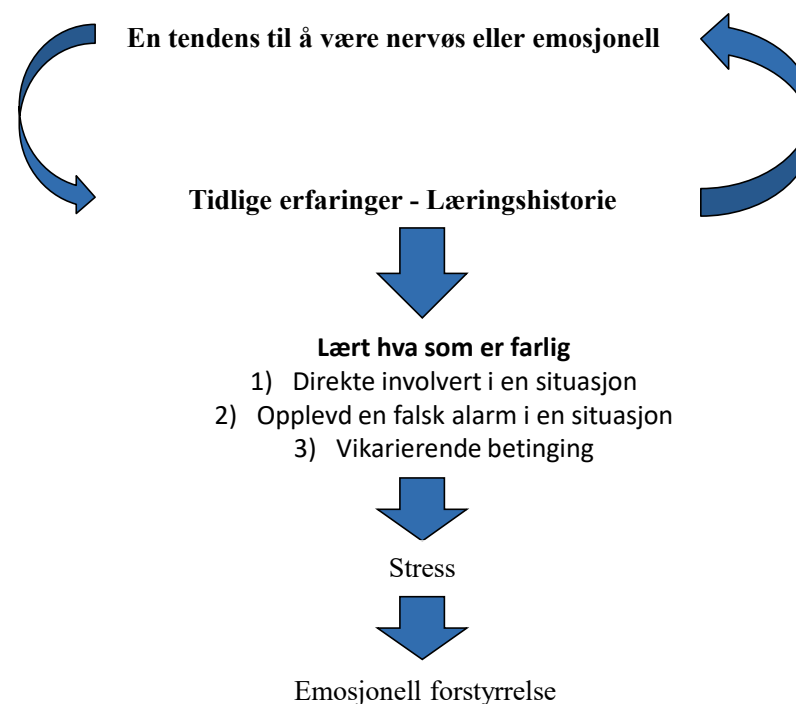 En tendens til å være nervøs eller emosjonell
Tidlige erfaringer - Læringshistorie
Lært hva som er farlig
1) Direkte involvert i en situasjon
2) Opplevd en falsk alarm i en situasjon
3) Vikarierende betinging
Stress
Emosjonell forstyrrelse